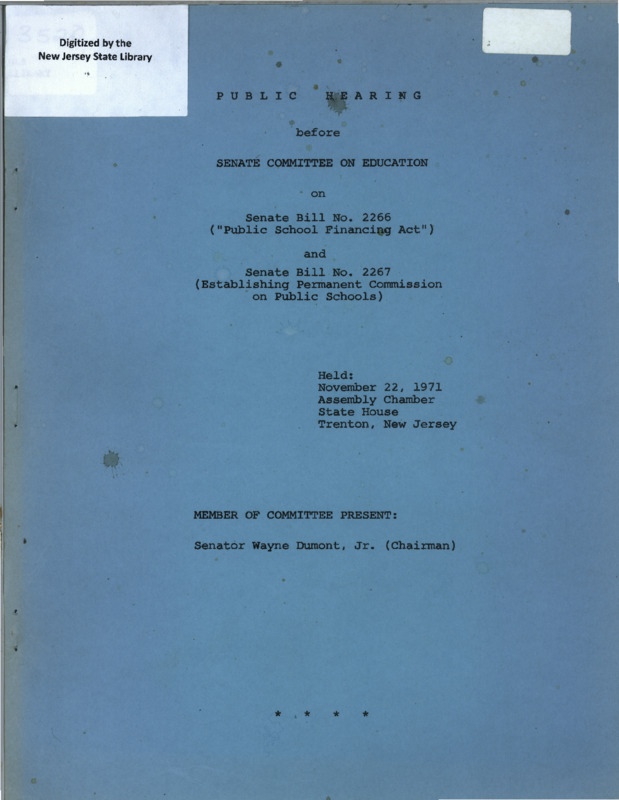 Digitized by the
New Jersey State Library
P U B L I C   H E A R I N G
before
SENATE COMMITTEE ON EDUCATION
on
Senate Bill No. 2266
("Public School Financing Act")
and
Senate Bill No. 2267
(Establishing Permanent Commission
on Public Schools)
Held:
November 22, 1971
Assembly Chamber
State House
Trenton, New Jersey
MEMBER OF COMMITTEE PRESENT:
Senator Wayne Dumont, Jr. (Chairman)
* * * *